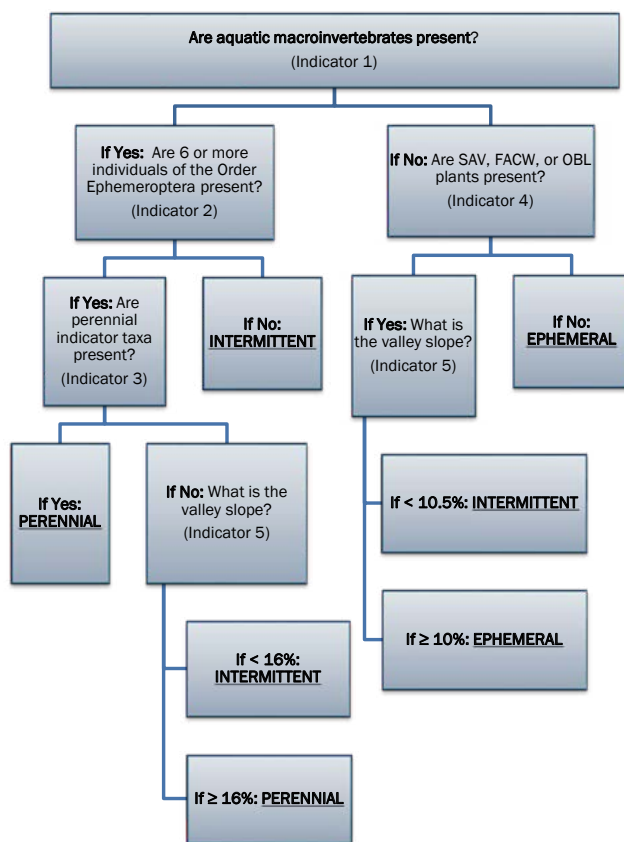 Are aquatic macroinvertebrates present?
(Indicator 1)
If Yes: Are 6 or more
individuals of the Order
Ephemeroptera present?
(Indicator 2)
If No: Are SAV, FACW, or OBL
plants present?
(Indicator 4)
If Yes: Are
perennial
indicator taxa
present?
(Indicator 3)
If No:
INTERMITTENT
If Yes: What is
the valley slope?
(Indicator 5)
If No:
EPHEMERAL
If Yes:
PERENNIAL
If No: What is the
valley slope?
(Indicator 5)
If < 10.5%: INTERMITTENT
If ≥ 10%: EPHEMERAL
If < 16%:
INTERMITTENT
If ≥ 16%: PERENNIAL